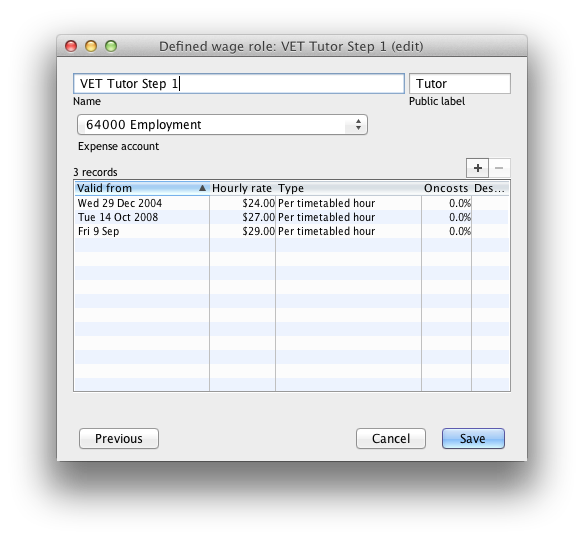 Defined wage role: VET Tutor Step 1 (edit)
VET Tutor Step 1 Tutor
Name Public label
64000 Employment
Expense account
3 records + −
Valid from Hourly rate Type Oncosts Des...
Wed 29 Dec 2004 $24.00 Per timetabled hour 0.0%
Tue 14 Oct 2008 $27.00 Per timetabled hour 0.0%
Fri 9 Sep $29.00 Per timetabled hour 0.0%
Previous Cancel Save